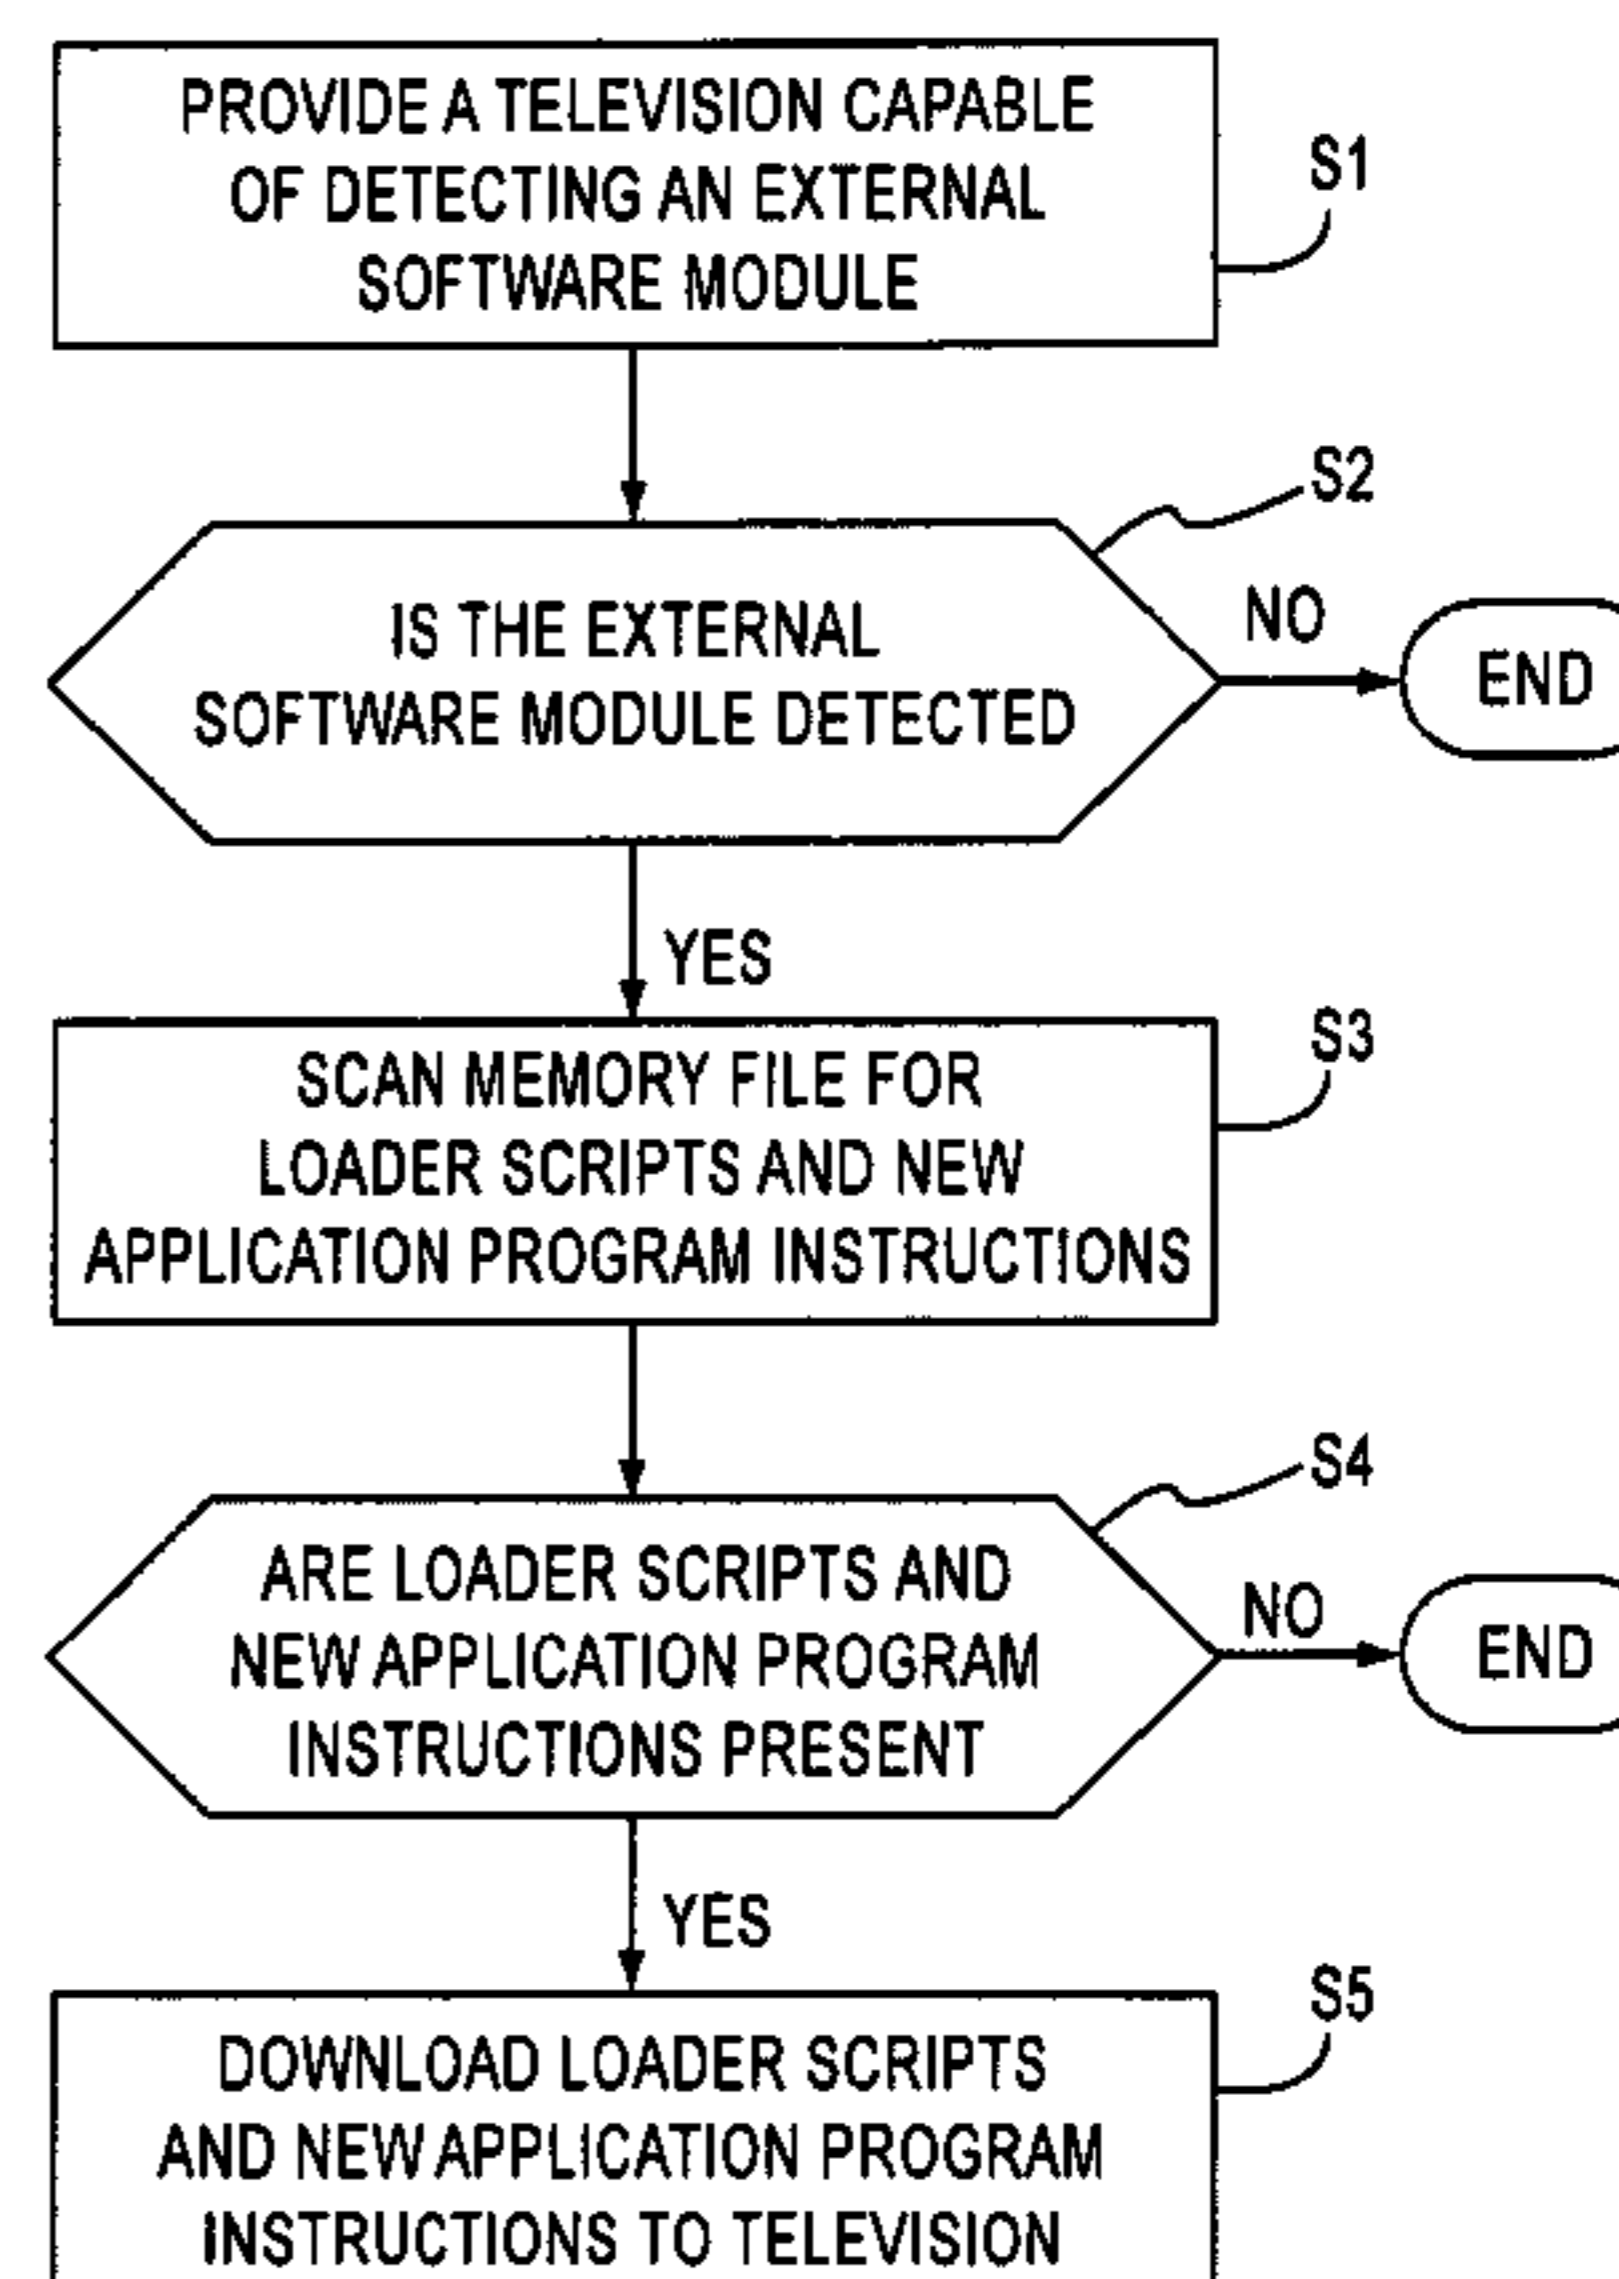 PROVIDE A TELEVISION CAPABLE
OF DETECTING AN EXTERNAL
SOFTWARE MODULE
S1
S2
IS THE EXTERNAL
SOFTWARE MODULE DETECTED
NO
END
YES
S3
SCAN MEMORY FILE FOR
LOADER SCRIPTS AND NEW
APPLICATION PROGRAM INSTRUCTIONS
S4
ARE LOADER SCRIPTS AND
NEW APPLICATION PROGRAM
INSTRUCTIONS PRESENT
NO
END
YES
S5
DOWNLOAD LOADER SCRIPTS
AND NEW APPLICATION PROGRAM
INSTRUCTIONS TO TELEVISION